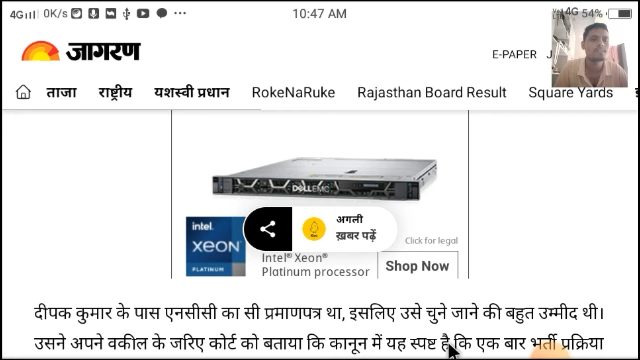 4G 0K/s 10:47 AM 4G 54%
जागरण
E-PAPER J
ताजा राष्ट्रीय यशस्वी प्रधान RokeNaRuke Rajasthan Board Result Square Yards
DELLEMC
intel.
XEON
PLATINUM
अगली
ख़बर पढ़ें
Click for legal
Intel® Xeon®
Platinum processor
Shop Now
दीपक कुमार के पास एनसीसी का सी प्रमाणपत्र था, इसलिए उसे चुने जाने की बहुत उम्मीद थी।
उसने अपने वकील के जरिए कोर्ट को बताया कि कानून में यह स्पष्ट है कि एक बार भर्ती प्रक्रिया